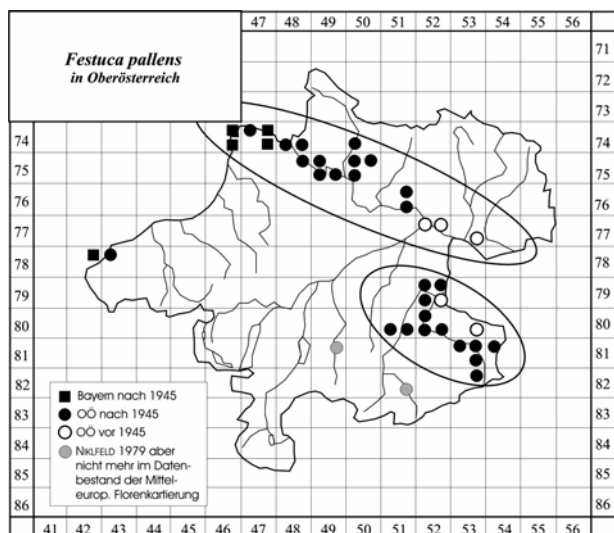 47 48 49 50 51 52 53 54 55 56
Festuca pallens
in Oberösterreich
71 71
72 72
73 73
74 74
75 75
76 76
77 77
78 78
79 79
80 80
81 81
82 82
83 83
84 84
85 85
86 86
Bayern nach 1945
OÖ nach 1945
OÖ vor 1945
NIKLFELD 1979 aber
nicht mehr im Daten-
bestand der Mittel-
europ. Florenkartierung
41 42 43 44 45 46 47 48 49 50 51 52 53 54 55 56